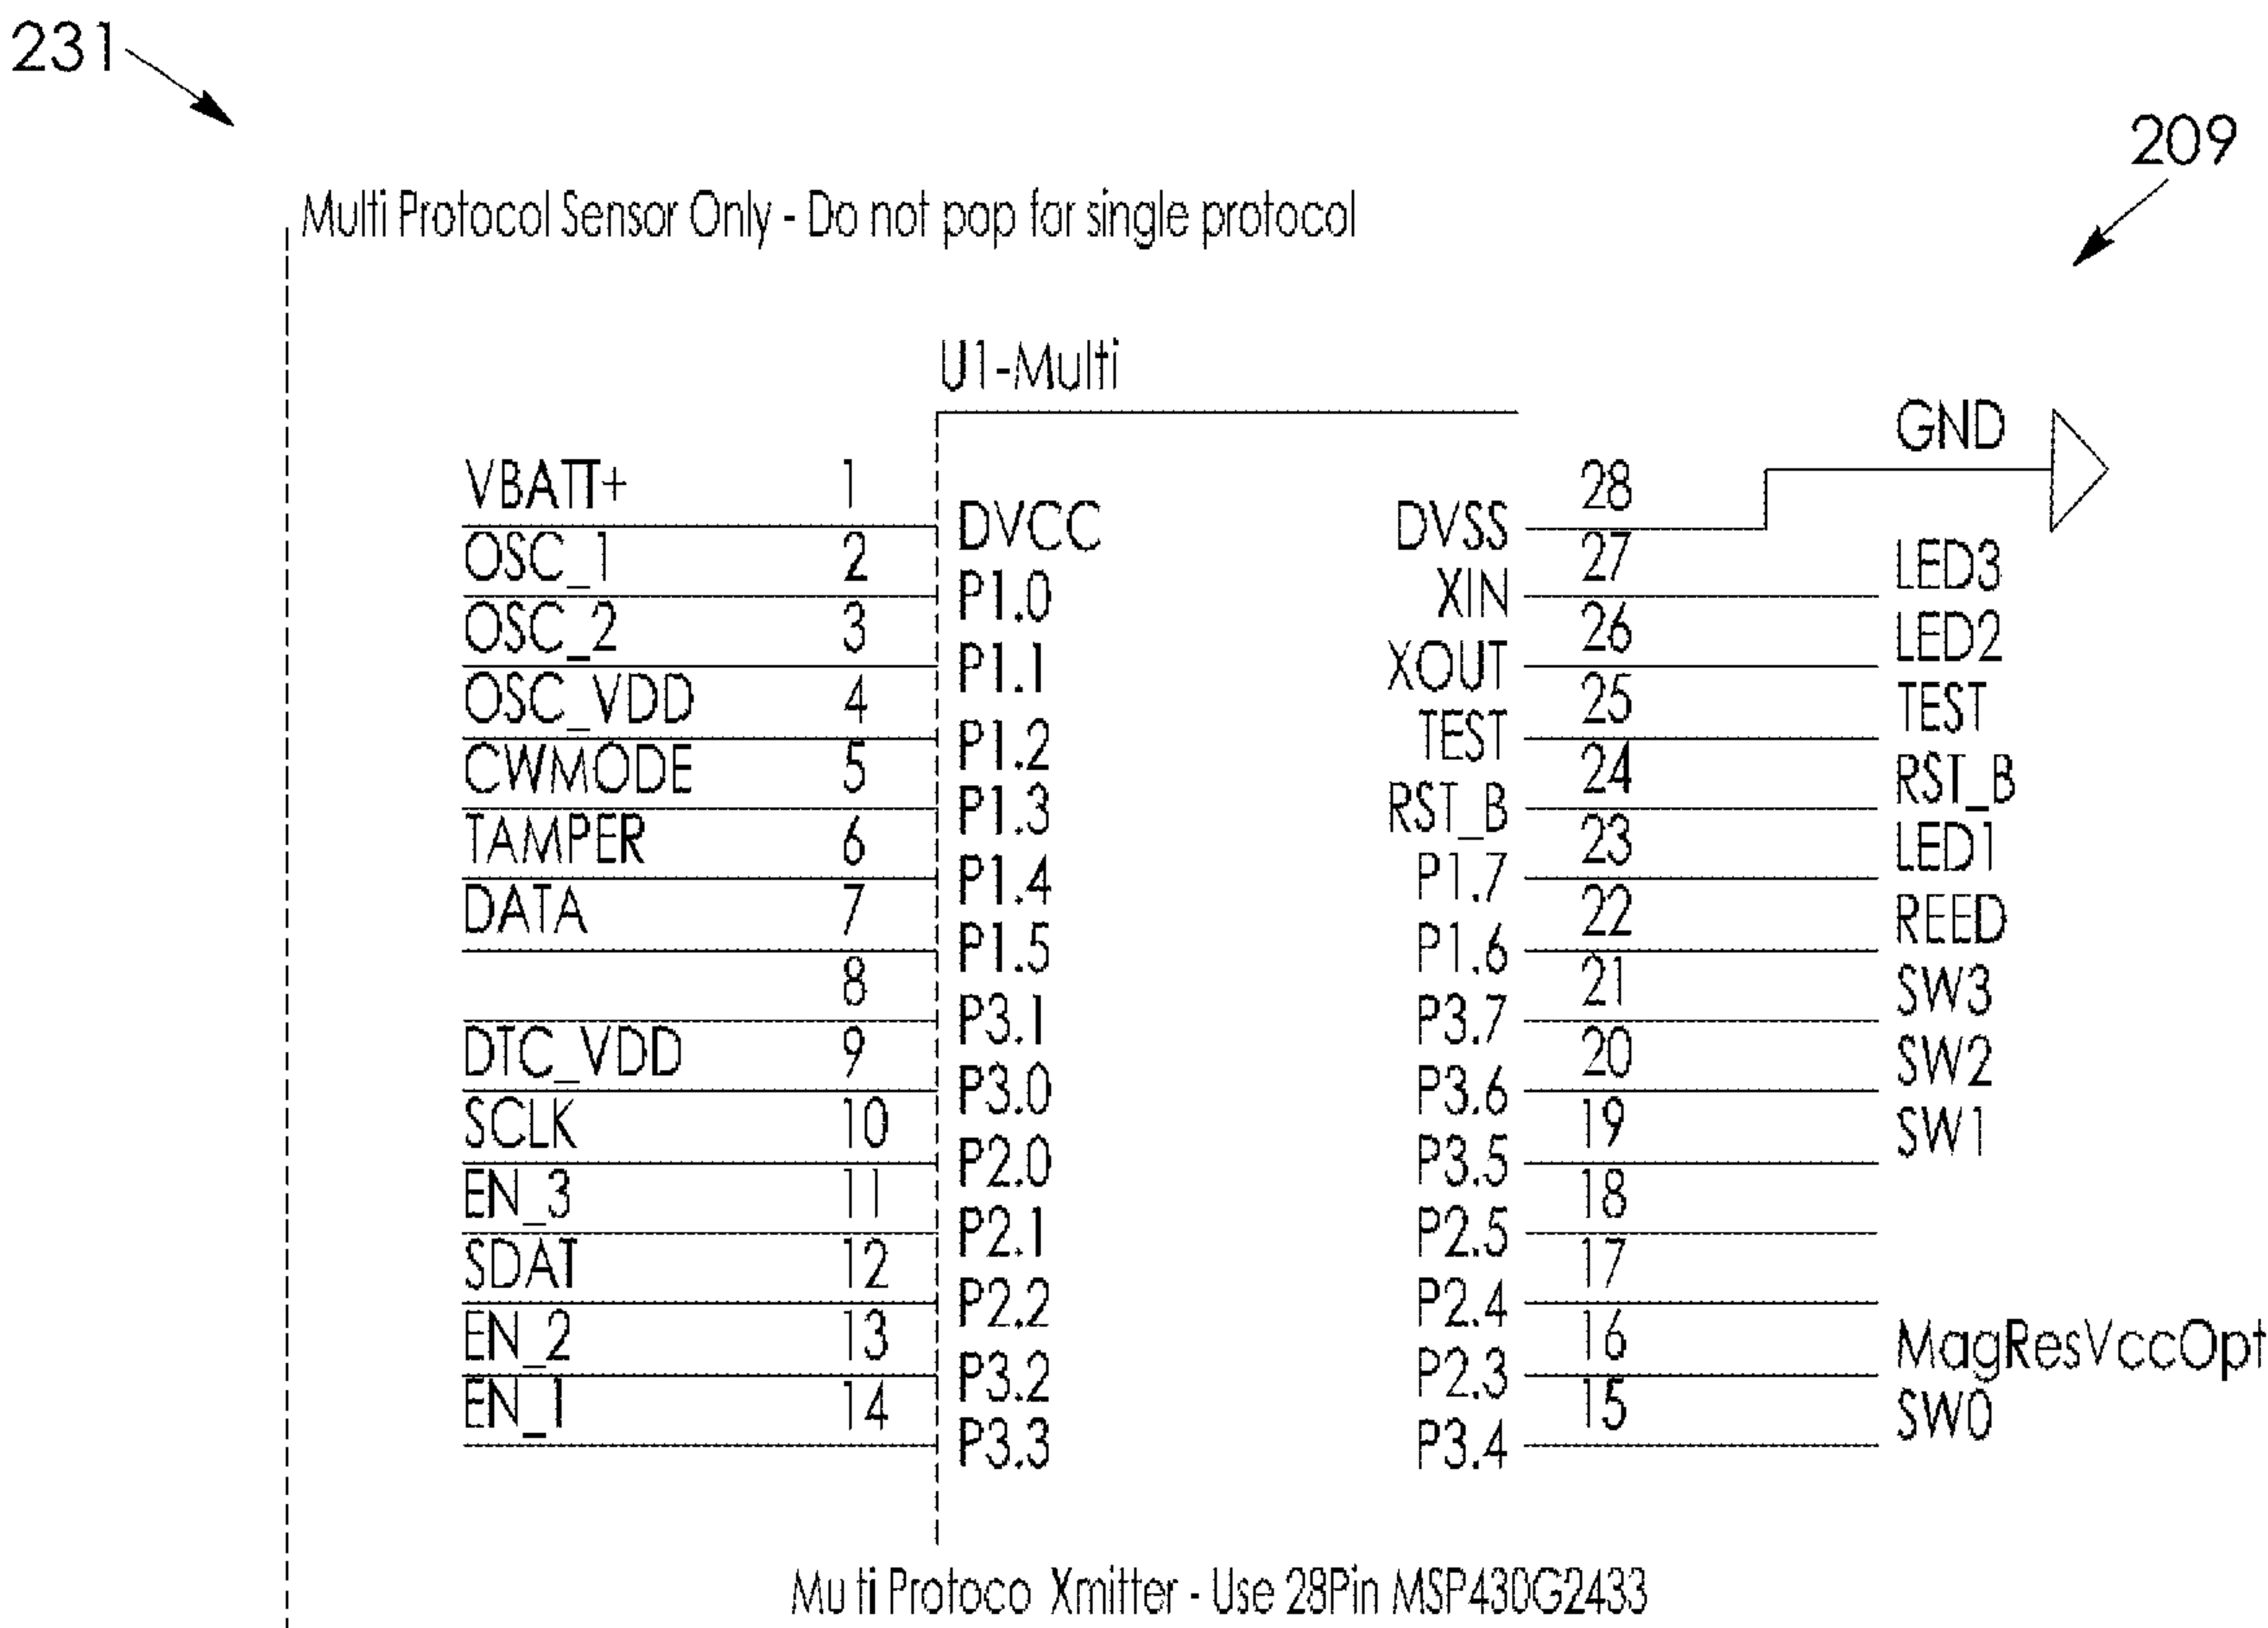 231
209
Multi Protocol Sensor Only - Do not pop for single protocol
U1-Multi
GND
VBATT+ 1 DVCC DVSS 28
OSC_1 2 P1.0 XIN 27 LED3
OSC_2 3 P1.1 XOUT 26 LED2
OSC_VDD 4 P1.2 TEST 25 TEST
CWMODE 5 P1.3 RST_B 24 RST_B
TAMPER 6 P1.4 P1.7 23 LED1
DATA 7 P1.5 P1.6 22 REED
8 P3.1 P3.7 21 SW3
DTC_VDD 9 P3.0 P3.6 20 SW2
SCLK 10 P2.0 P3.5 19 SW1
EN_3 11 P2.1 P2.5 18
SDAT 12 P2.2 P2.4 17
EN_2 13 P3.2 P2.3 16 MagResVccOpt
EN_1 14 P3.3 P3.4 15 SW0
Mu ti Protoco Xmitter - Use 28Pin MSP430G2433